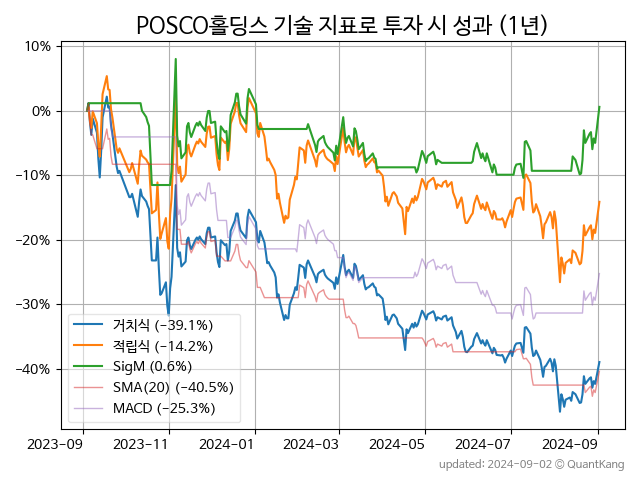 POSCO홀딩스 기술 지표로 투자 시 성과 (1년)
10%
0%
−10%
−20%
−30%
−40%
거치식 (−39.1%)
적립식 (−14.2%)
SigM (0.6%)
SMA(20) (−40.5%)
MACD (−25.3%)
2023-09 2023-11 2024-01 2024-03 2024-05 2024-07 2024-09
updated: 2024-09-02 ⓒ QuantKang